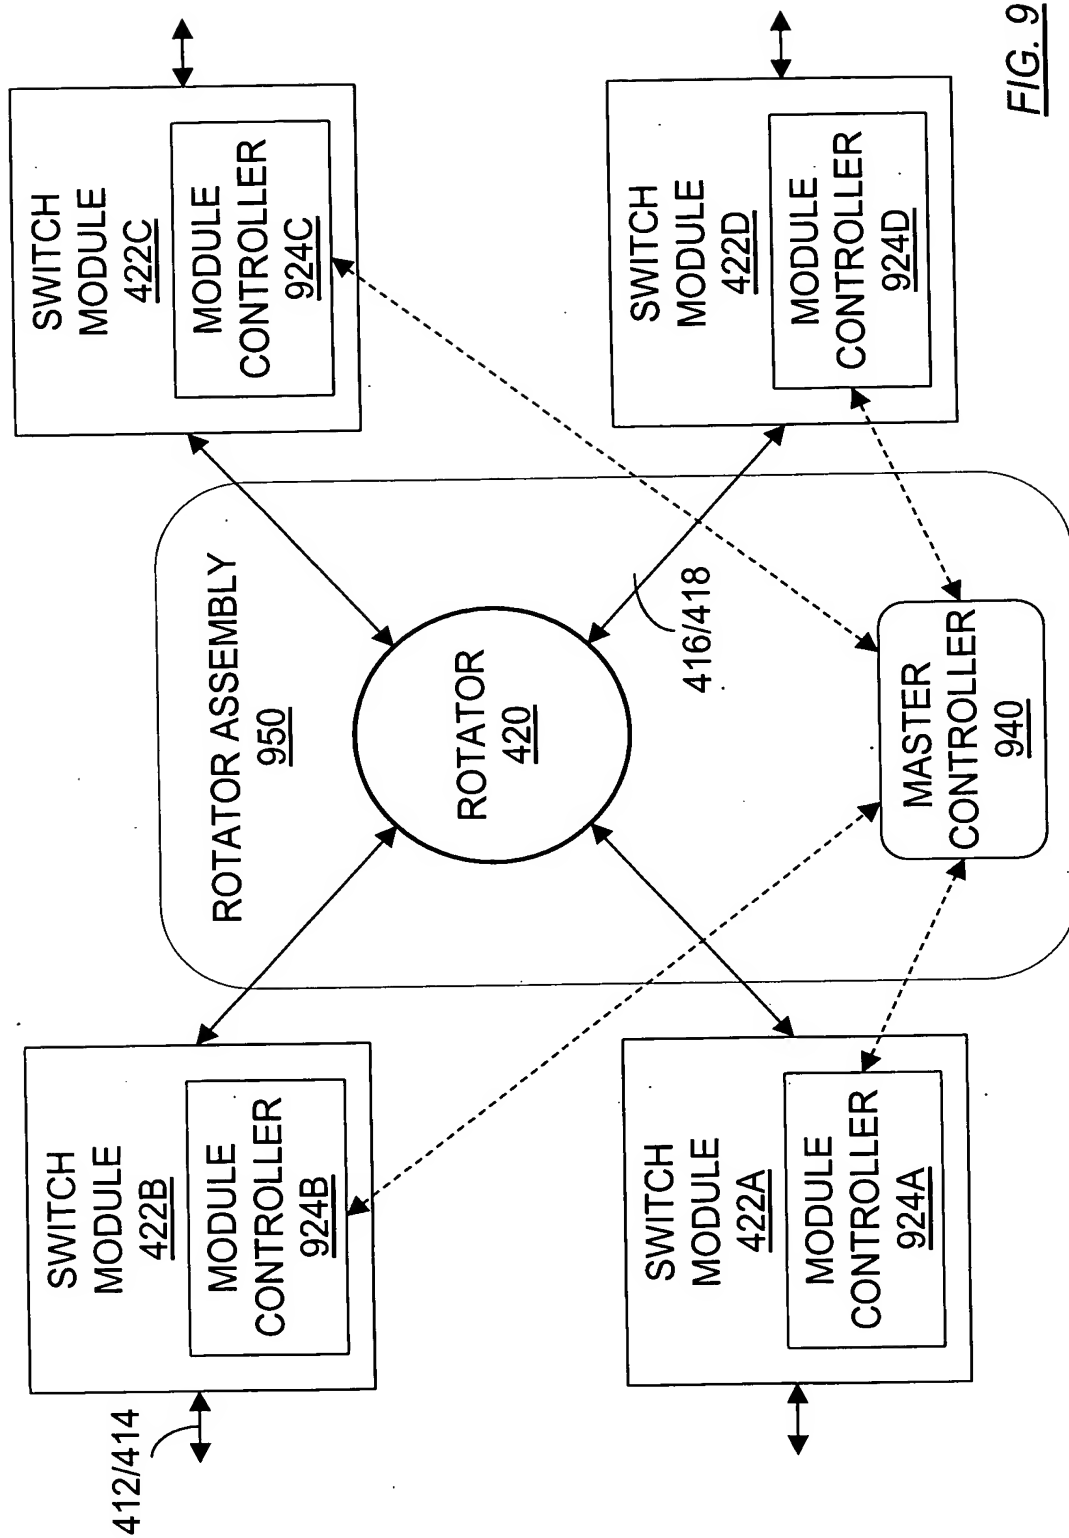 SWITCH
MODULE
422B
MODULE
CONTROLLER
924B
412/414
SWITCH
MODULE
422C
MODULE
CONTROLLER
924C
ROTATOR ASSEMBLY
950
ROTATOR
420
416/418
SWITCH
MODULE
422A
MODULE
CONTROLLER
924A
SWITCH
MODULE
422D
MODULE
CONTROLLER
924D
MASTER
CONTROLLER
940
FIG. 9